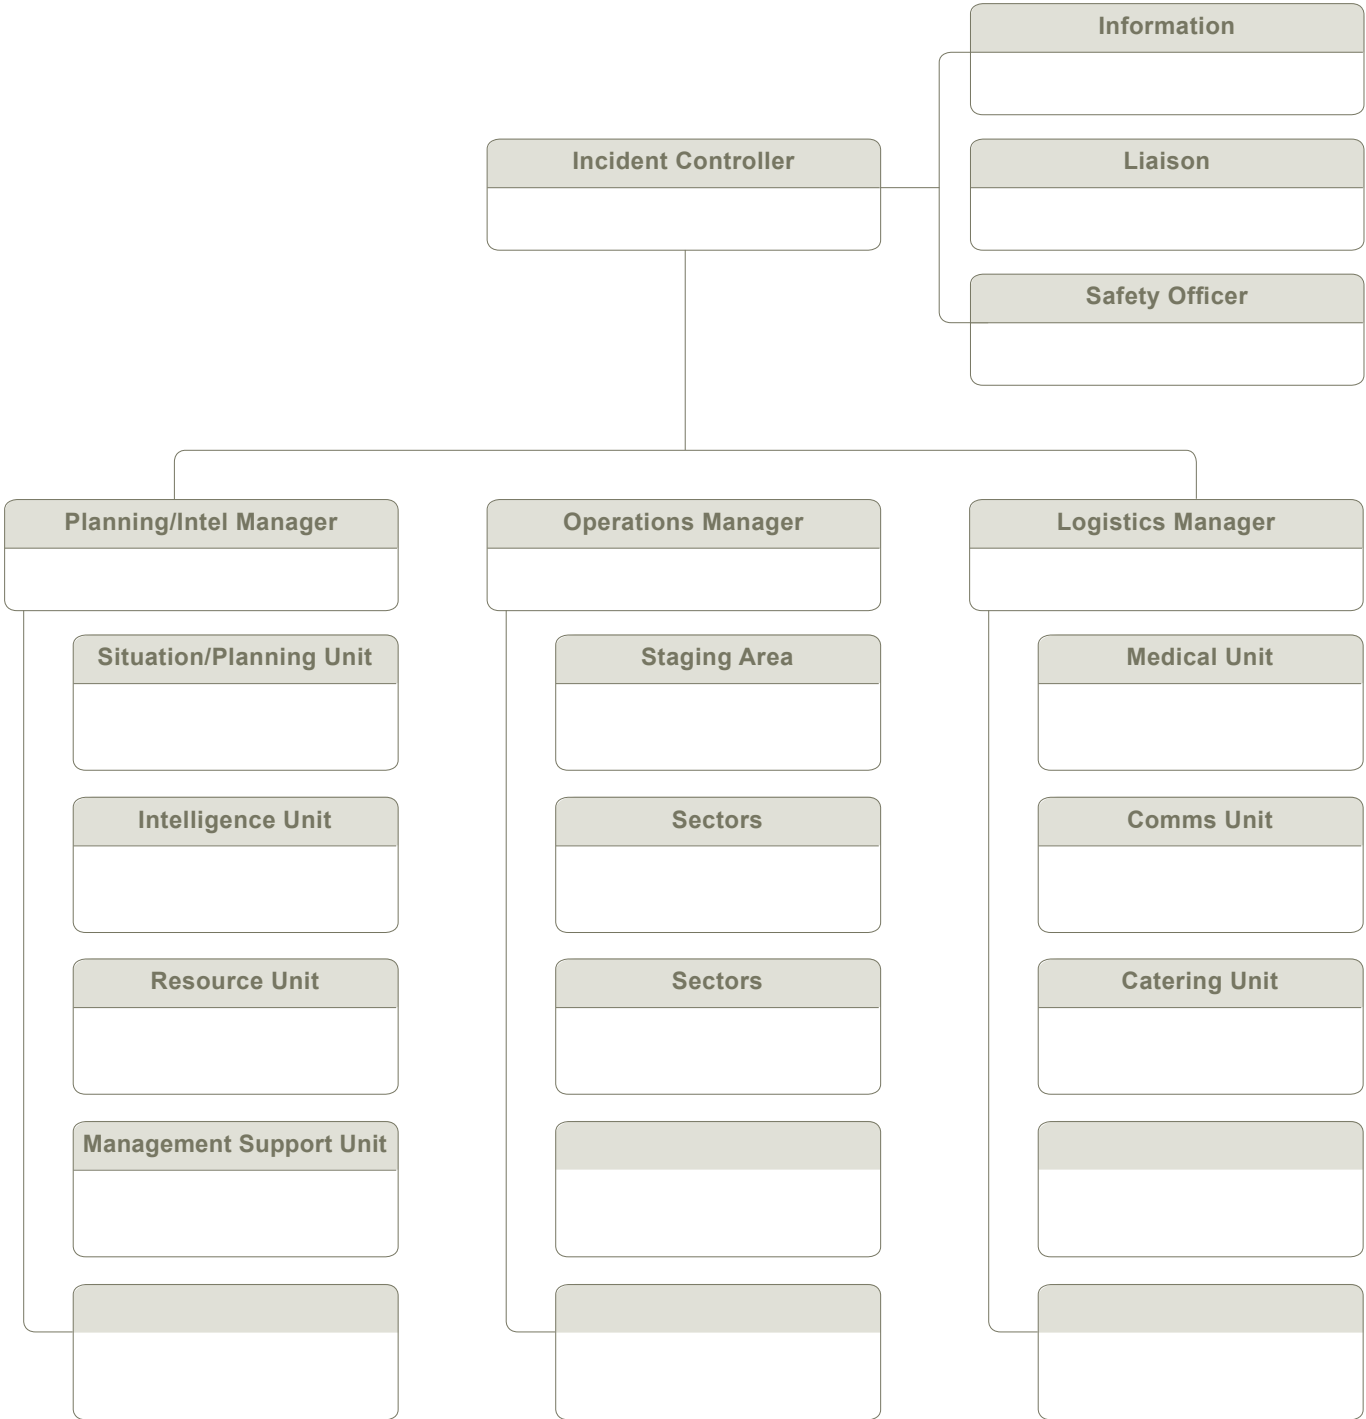 Information
Incident Controller
Liaison
Safety Officer
Planning/Intel Manager
Operations Manager
Logistics Manager
Situation/Planning Unit
Staging Area
Medical Unit
Intelligence Unit
Sectors
Comms Unit
Resource Unit
Sectors
Catering Unit
Management Support Unit